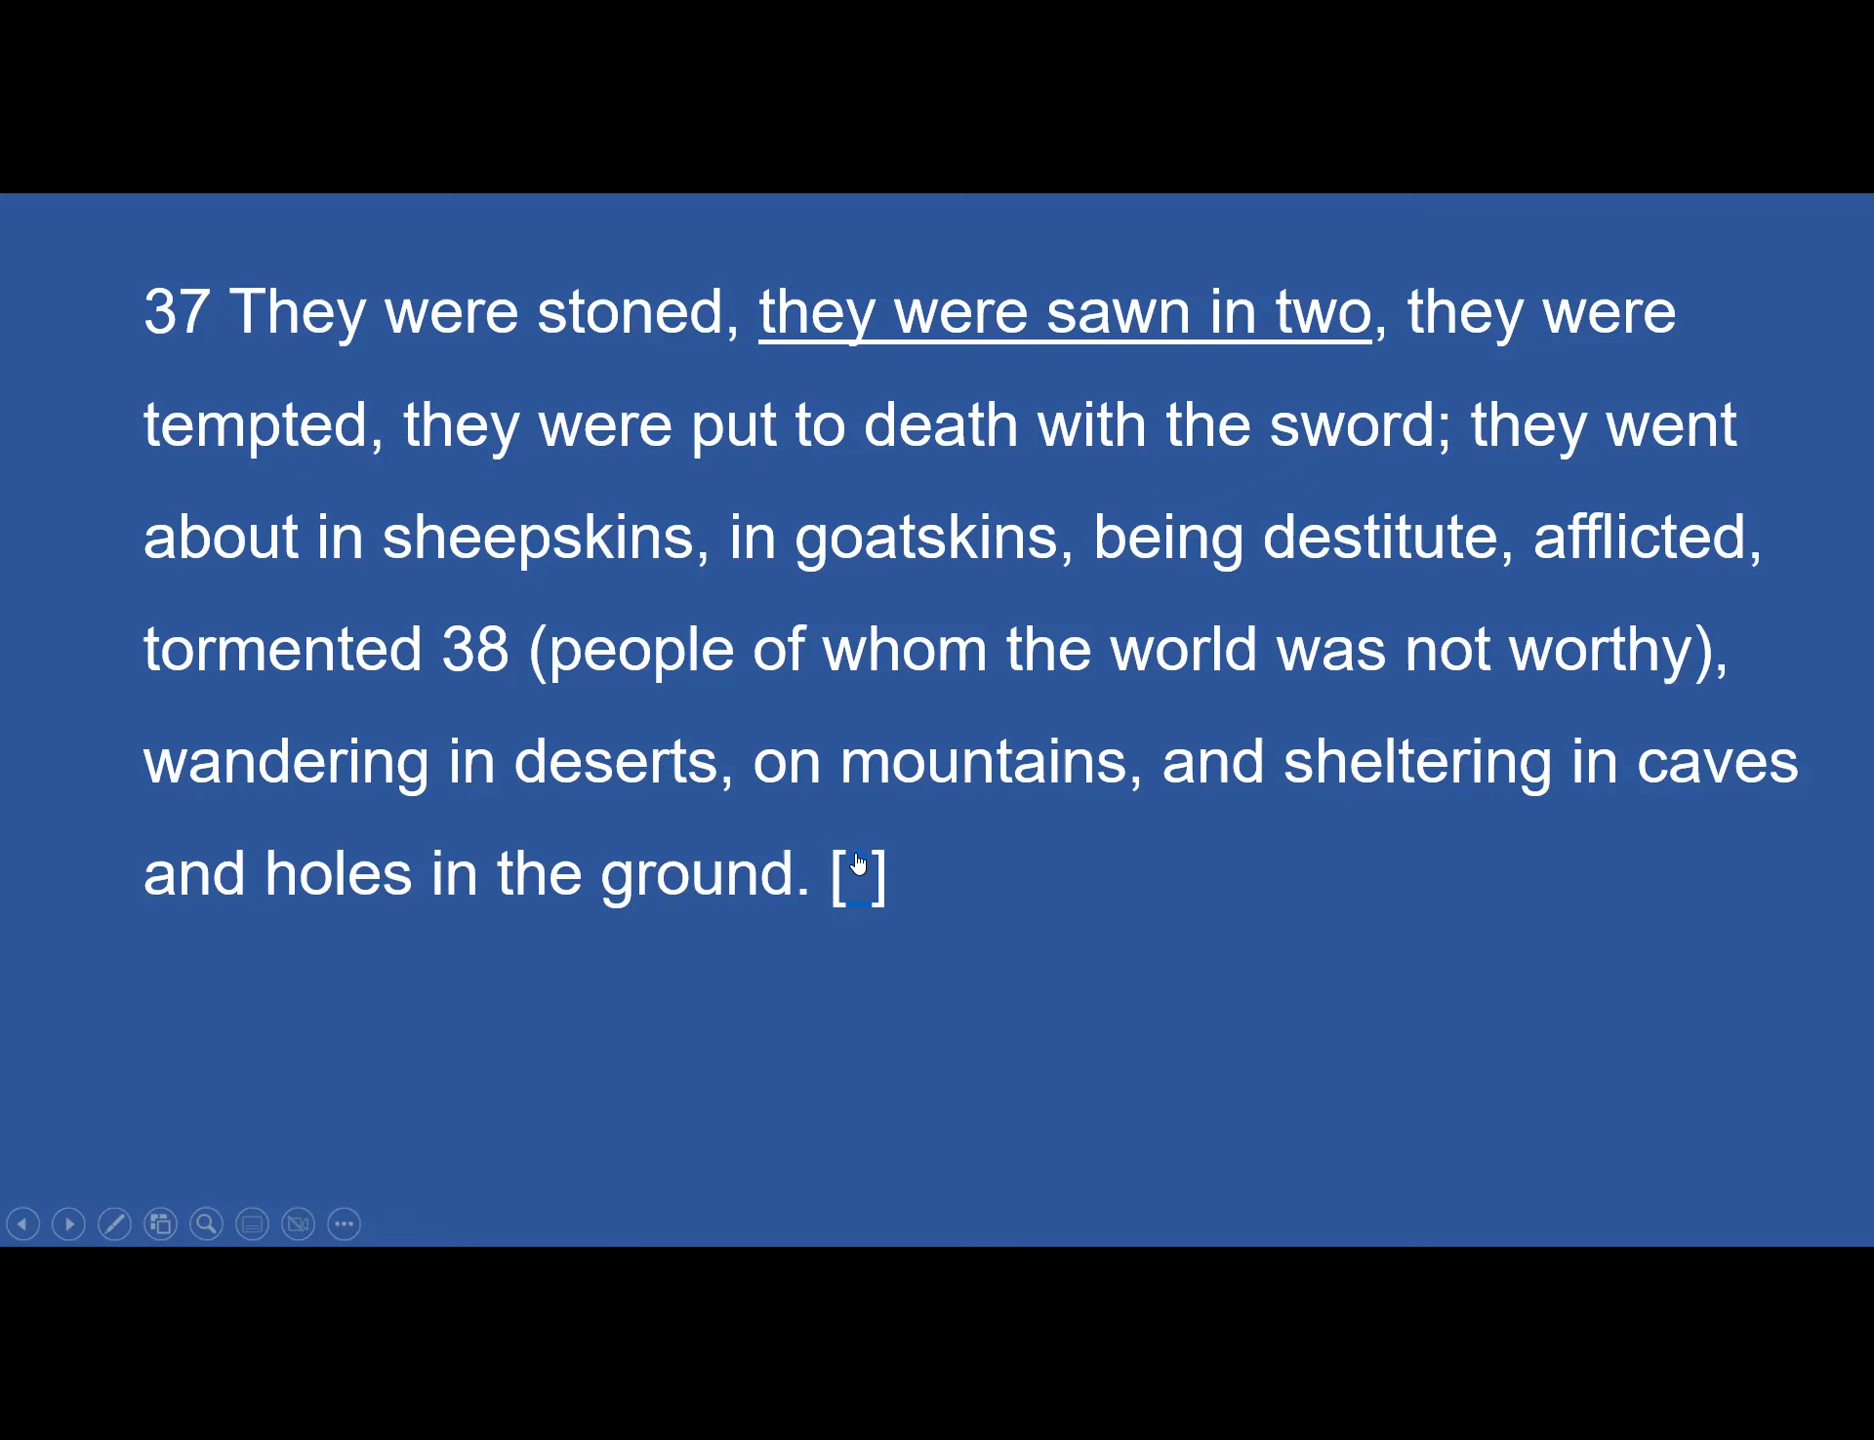 37 They were stoned, they were sawn in two, they were
tempted, they were put to death with the sword; they went
about in sheepskins, in goatskins, being destitute, afflicted,
tormented 38 (people of whom the world was not worthy),
wandering in deserts, on mountains, and sheltering in caves
and holes in the ground. [ ]